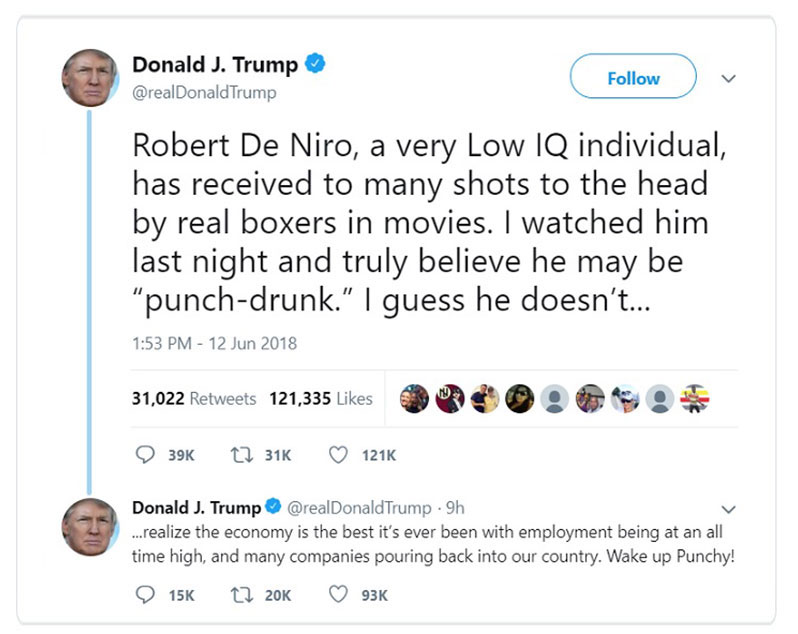 Donald J. Trump
@realDonaldTrump
Follow
Robert De Niro, a very Low IQ individual,
has received to many shots to the head
by real boxers in movies. I watched him
last night and truly believe he may be
“punch-drunk.” I guess he doesn’t...
1:53 PM - 12 Jun 2018
31,022 Retweets 121,335 Likes
39K 31K 121K
Donald J. Trump @realDonaldTrump · 9h
...realize the economy is the best it’s ever been with employment being at an all
time high, and many companies pouring back into our country. Wake up Punchy!
15K 20K 93K